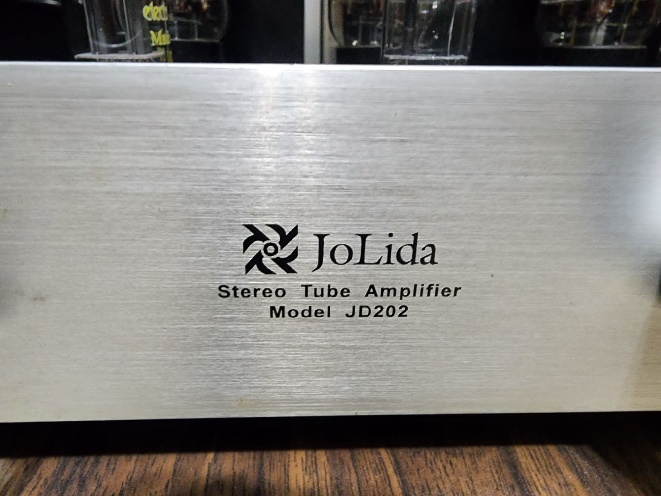 JoLida
Stereo Tube Amplifier
Model JD202